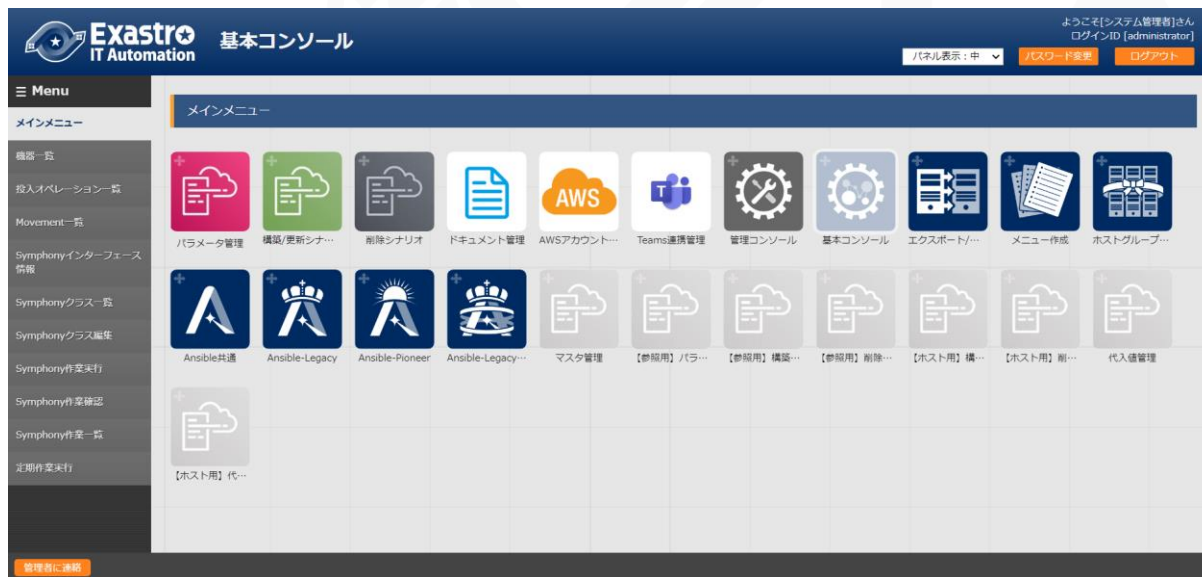 Exastro
IT Automation
基本コンソール
ようこそ[システム管理者]さん
ログインID [administrator]
パネル表示：中
パスワード変更
ログアウト
☰ Menu
メインメニュー
機器一覧
投入オペレーション一覧
Movement一覧
Symphonyインターフェース
情報
Symphonyクラス一覧
Symphonyクラス編集
Symphony作業実行
Symphony作業確認
Symphony作業一覧
定期作業実行
メインメニュー
AWS
T
パラメータ管理
構築/更新シナ…
削除シナリオ
ドキュメント管理
AWSアカウント…
Teams連携管理
管理コンソール
基本コンソール
エクスポート/…
メニュー作成
ホストグループ…
Ansible共通
Ansible-Legacy
Ansible-Pioneer
Ansible-Legacy…
マスタ管理
【参照用】パラ…
【参照用】構築…
【参照用】削除…
【ホスト用】構…
【ホスト用】削…
代入値管理
【ホスト用】代…
管理者に連絡